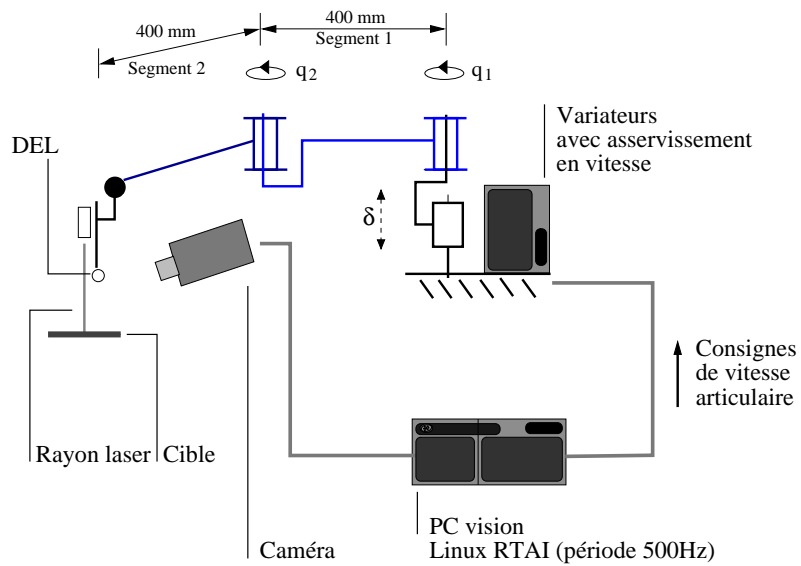 400 mm
Segment 1
400 mm
Segment 2
q2
q1
Variateurs
avec asservissement
en vitesse
DEL
δ
Consignes
de vitesse
articulaire
Rayon laser
Cible
PC vision
Linux RTAI (période 500Hz)
Caméra